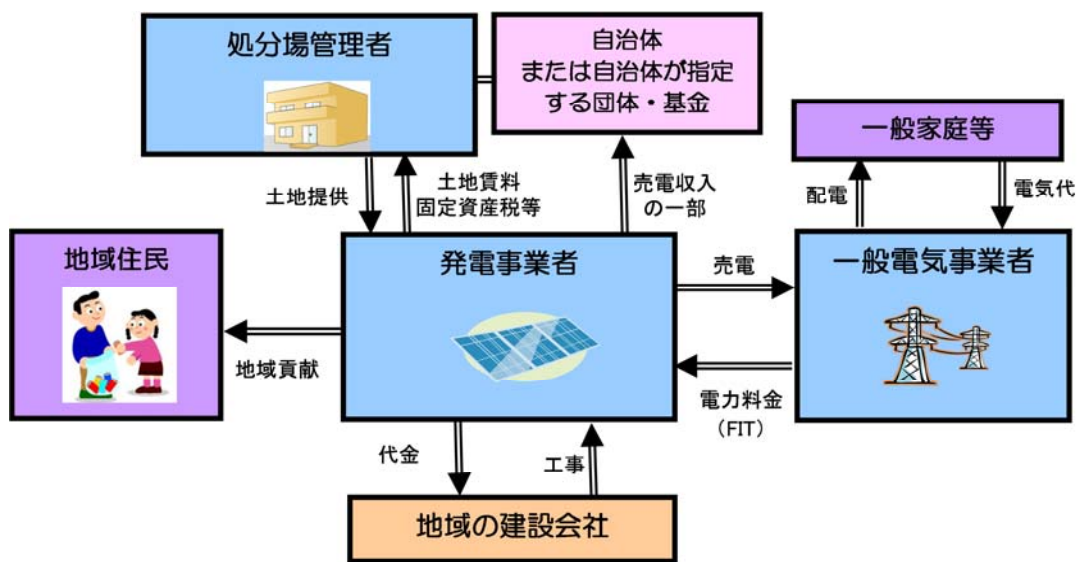 処分場管理者
自治体
または自治体が指定
する団体・基金
一般家庭等
土地提供
土地賃料
固定資産税等
売電収入
の一部
配電
電気代
地域住民
発電事業者
売電
一般電気事業者
地域貢献
電力料金
(FIT)
代金
工事
地域の建設会社